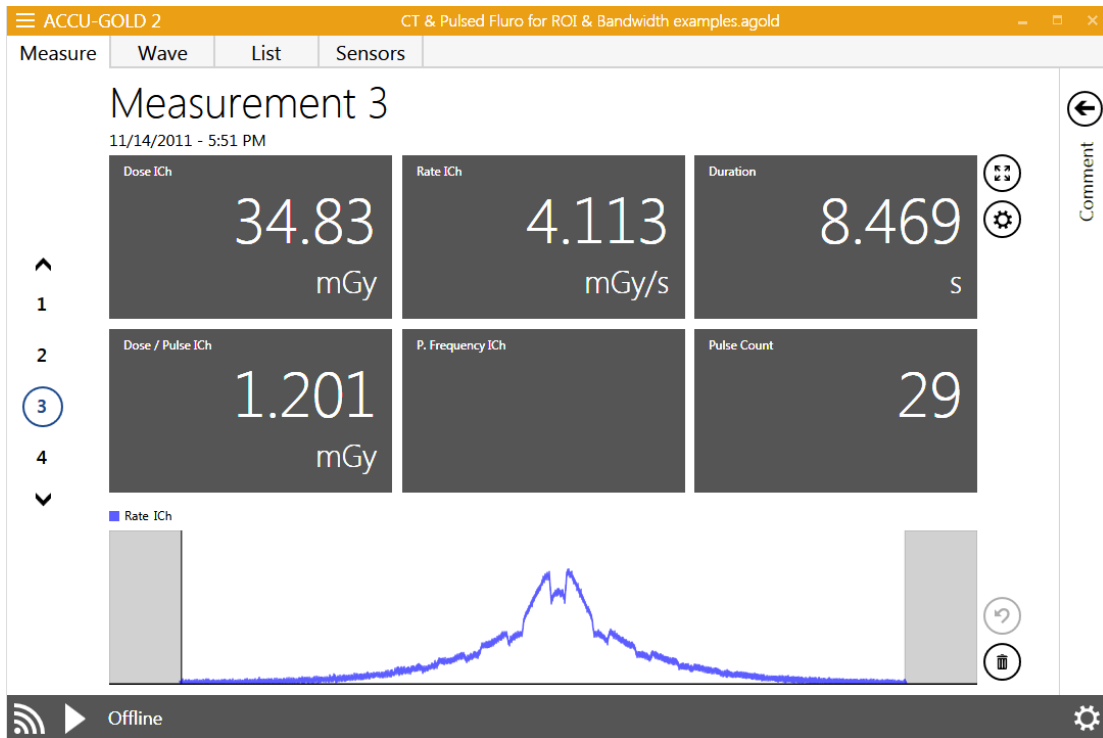 ACCU-GOLD 2
CT & Pulsed Fluro for ROI & Bandwidth examples.agold
Measure
Wave
List
Sensors
Measurement 3
11/14/2011 - 5:51 PM
Comment
Dose ICh
34.83
mGy
Rate ICh
4.113
mGy/s
Duration
8.469
s
1
2
3
4
Dose / Pulse ICh
1.201
mGy
P. Frequency ICh
Pulse Count
29
Rate ICh
Offline